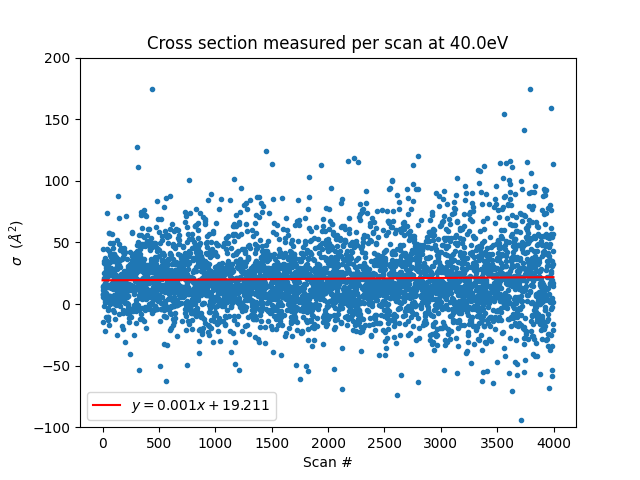 Cross section measured per scan at 40.0eV
200
150
100
50
0
−50
−100
σ (Å²)
y = 0.001x + 19.211
0 500 1000 1500 2000 2500 3000 3500 4000
Scan #